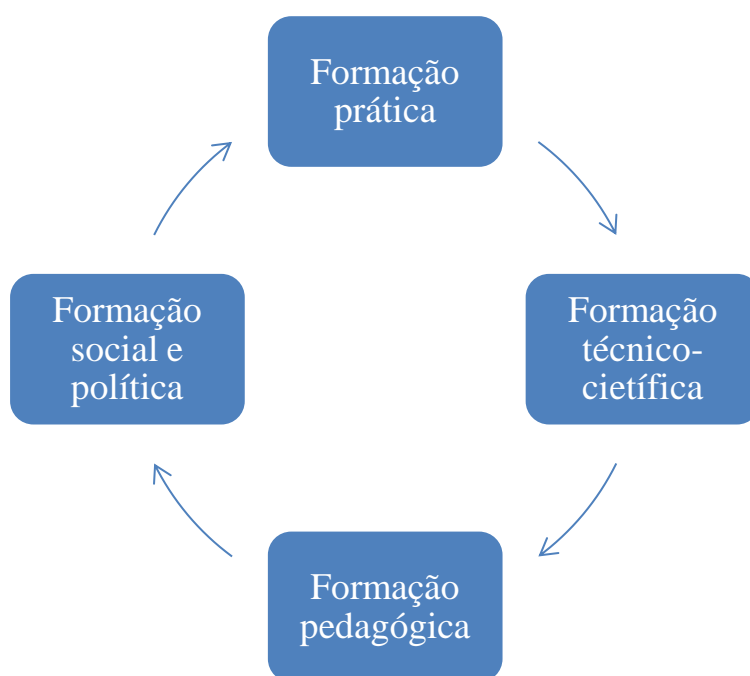 Formação
prática
Formação
social e
política
Formação
técnico-
cietífica
Formação
pedagógica